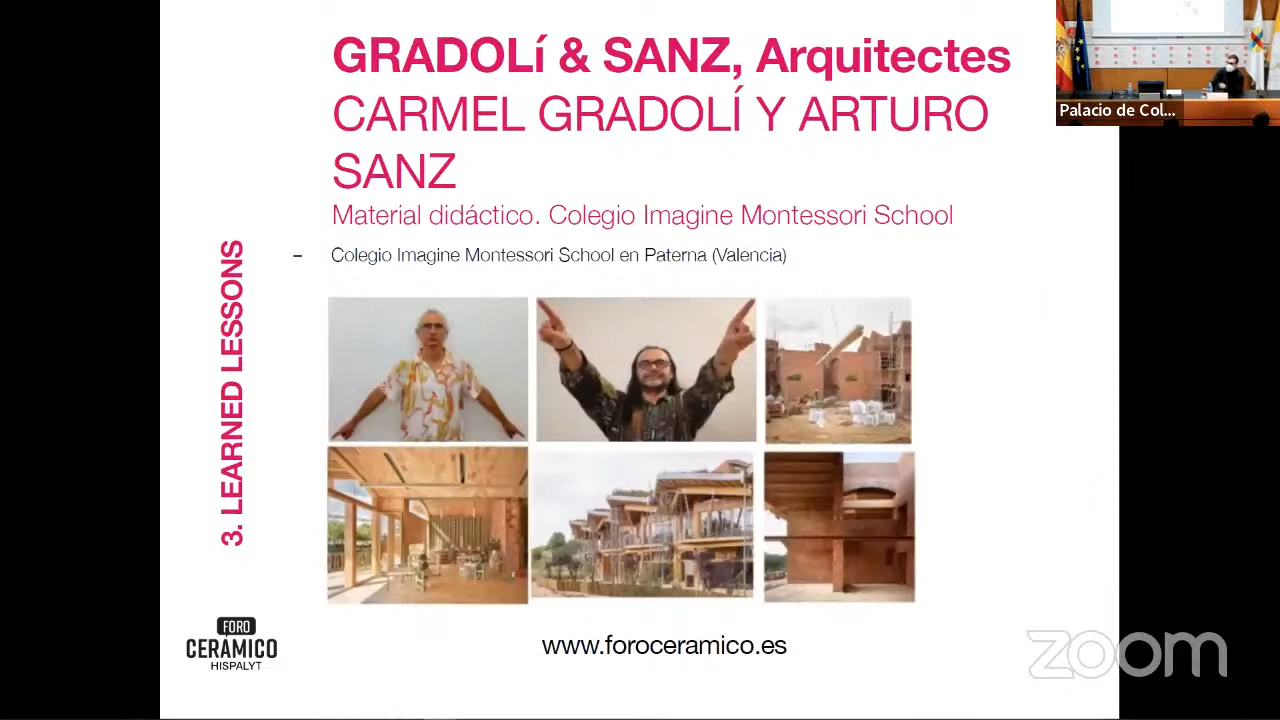 GRADOLí & SANZ, Arquitectes
CARMEL GRADOLÍ Y ARTURO
SANZ
Material didáctico. Colegio Imagine Montessori School
– Colegio Imagine Montessori School en Paterna (Valencia)
3. LEARNED LESSONS
FORO
CERÁMICO
HISPALYT
www.foroceramico.es
Palacio de Col...
zoom